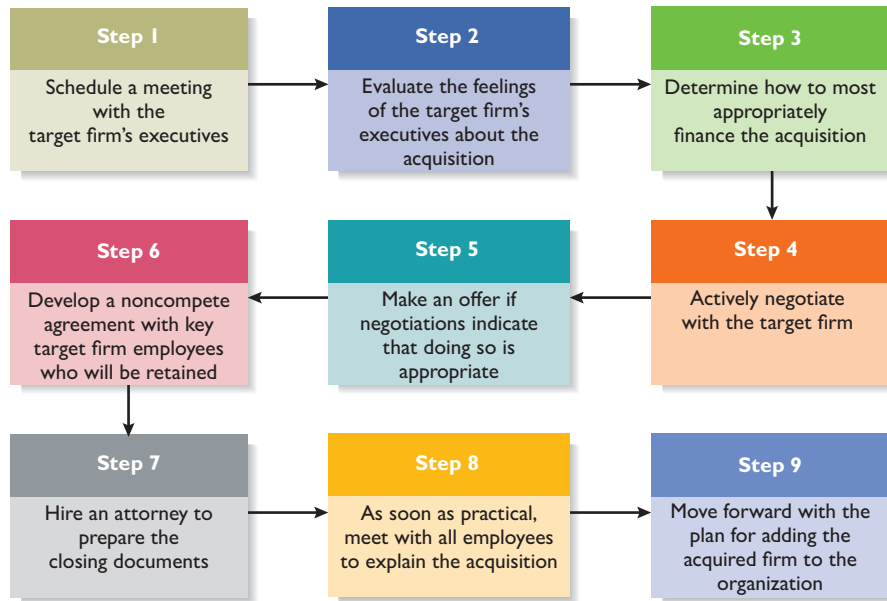 Step 1
Schedule a meeting
with the
target firm's executives
Step 2
Evaluate the feelings
of the target firm's
executives about the
acquisition
Step 3
Determine how to most
appropriately
finance the acquisition
Step 4
Actively negotiate
with the target firm
Step 5
Make an offer if
negotiations indicate
that doing so is
appropriate
Step 6
Develop a noncompete
agreement with key
target firm employees
who will be retained
Step 7
Hire an attorney to
prepare the
closing documents
Step 8
As soon as practical,
meet with all employees
to explain the acquisition
Step 9
Move forward with the
plan for adding the
acquired firm to the
organization